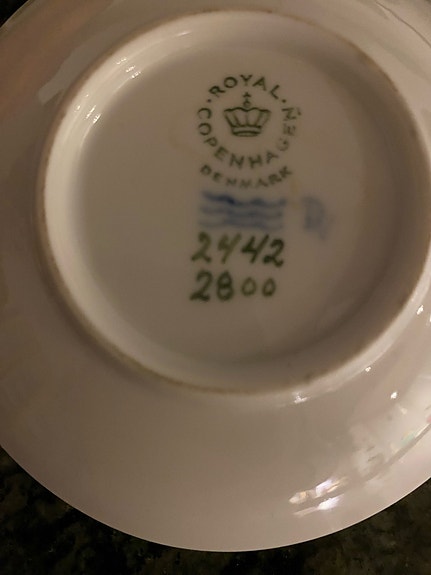 ROYAL
COPENHAGEN
DENMARK
2442
2800